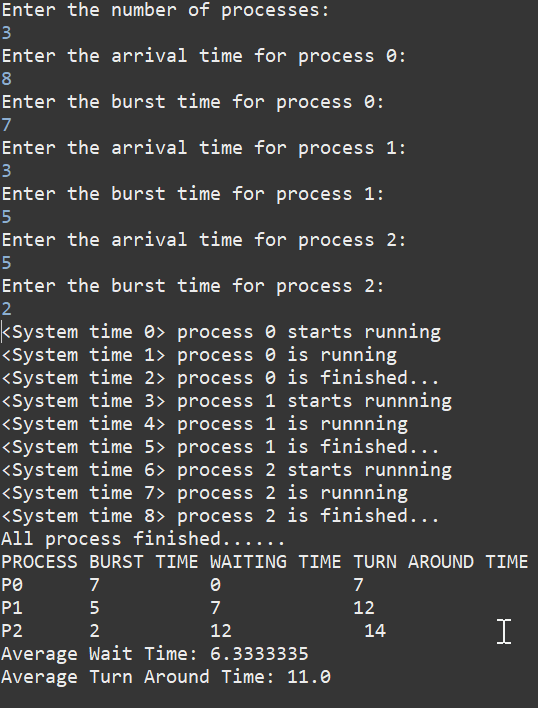 Enter the number of processes:
3
Enter the arrival time for process 0:
8
Enter the burst time for process 0:
7
Enter the arrival time for process 1:
3
Enter the burst time for process 1:
5
Enter the arrival time for process 2:
5
Enter the burst time for process 2:
2
<System time 0> process 0 starts running
<System time 1> process 0 is running
<System time 2> process 0 is finished...
<System time 3> process 1 starts runnning
<System time 4> process 1 is runnning
<System time 5> process 1 is finished...
<System time 6> process 2 starts runnning
<System time 7> process 2 is runnning
<System time 8> process 2 is finished...
All process finished......
PROCESS BURST TIME WAITING TIME TURN AROUND TIME
P0 7 0 7
P1 5 7 12
P2 2 12 14
Average Wait Time: 6.3333335
Average Turn Around Time: 11.0